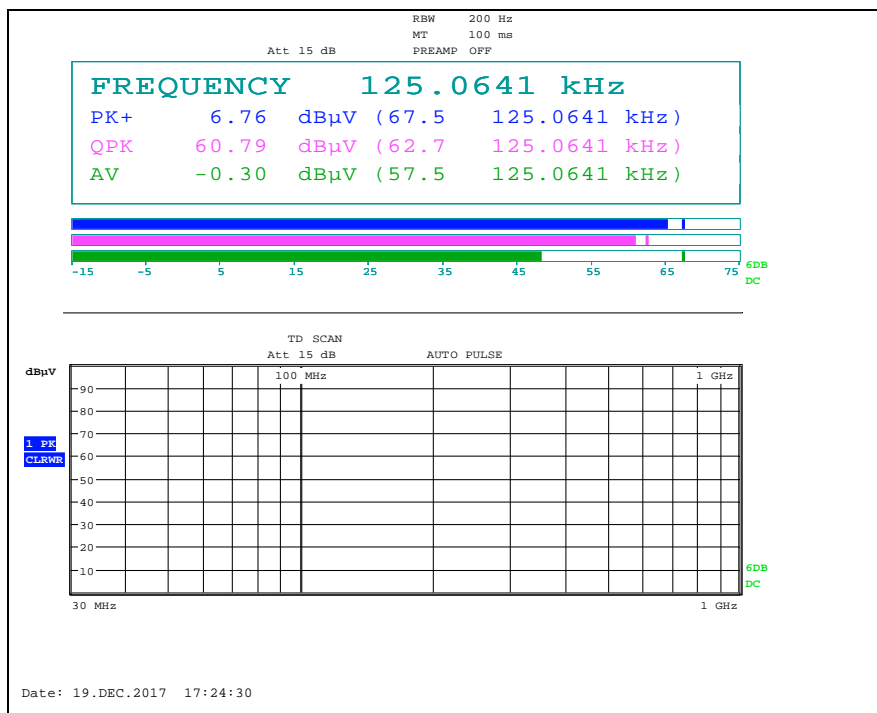 RBW 200 Hz
MT 100 ms
Att 15 dB PREAMP OFF
FREQUENCY 125.0641 kHz
PK+ 6.76 dBµV (67.5 125.0641 kHz)
QPK 60.79 dBµV (62.7 125.0641 kHz)
AV -0.30 dBµV (57.5 125.0641 kHz)
-15 -5 5 15 25 35 45 55 65 75
6DB
DC
TD SCAN
Att 15 dB AUTO PULSE
dBµV
100 MHz 1 GHz
90
80
70
1 PK
CLRWR
60
50
40
30
20
10
6DB
DC
30 MHz 1 GHz
Date: 19.DEC.2017 17:24:30